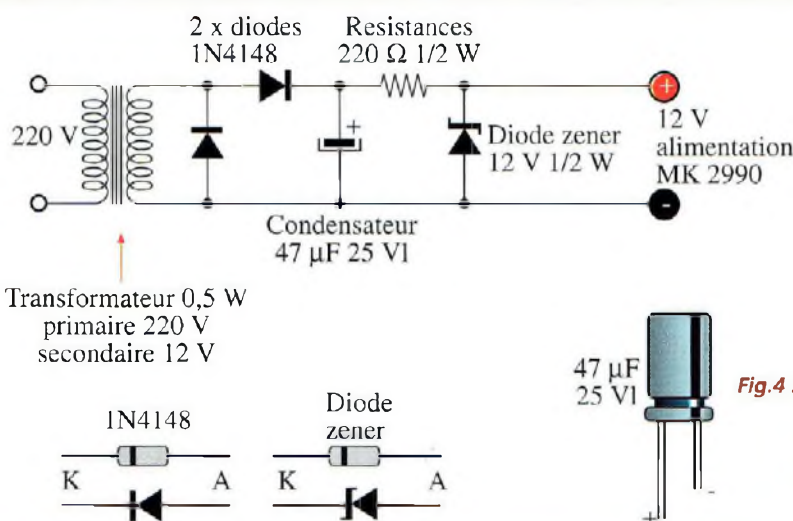 2 x diodes
1N4148
Resistances
220 Ω 1/2 W
220 V
+
Diode zener
12 V 1/2 W
+
12 V
alimentation
MK 2990
-
Condensateur
47 µF 25 Vl
Transformateur 0,5 W
primaire 220 V
secondaire 12 V
1N4148
K A
Diode
zener
K A
47 µF
25 Vl
+
-
Fig.4